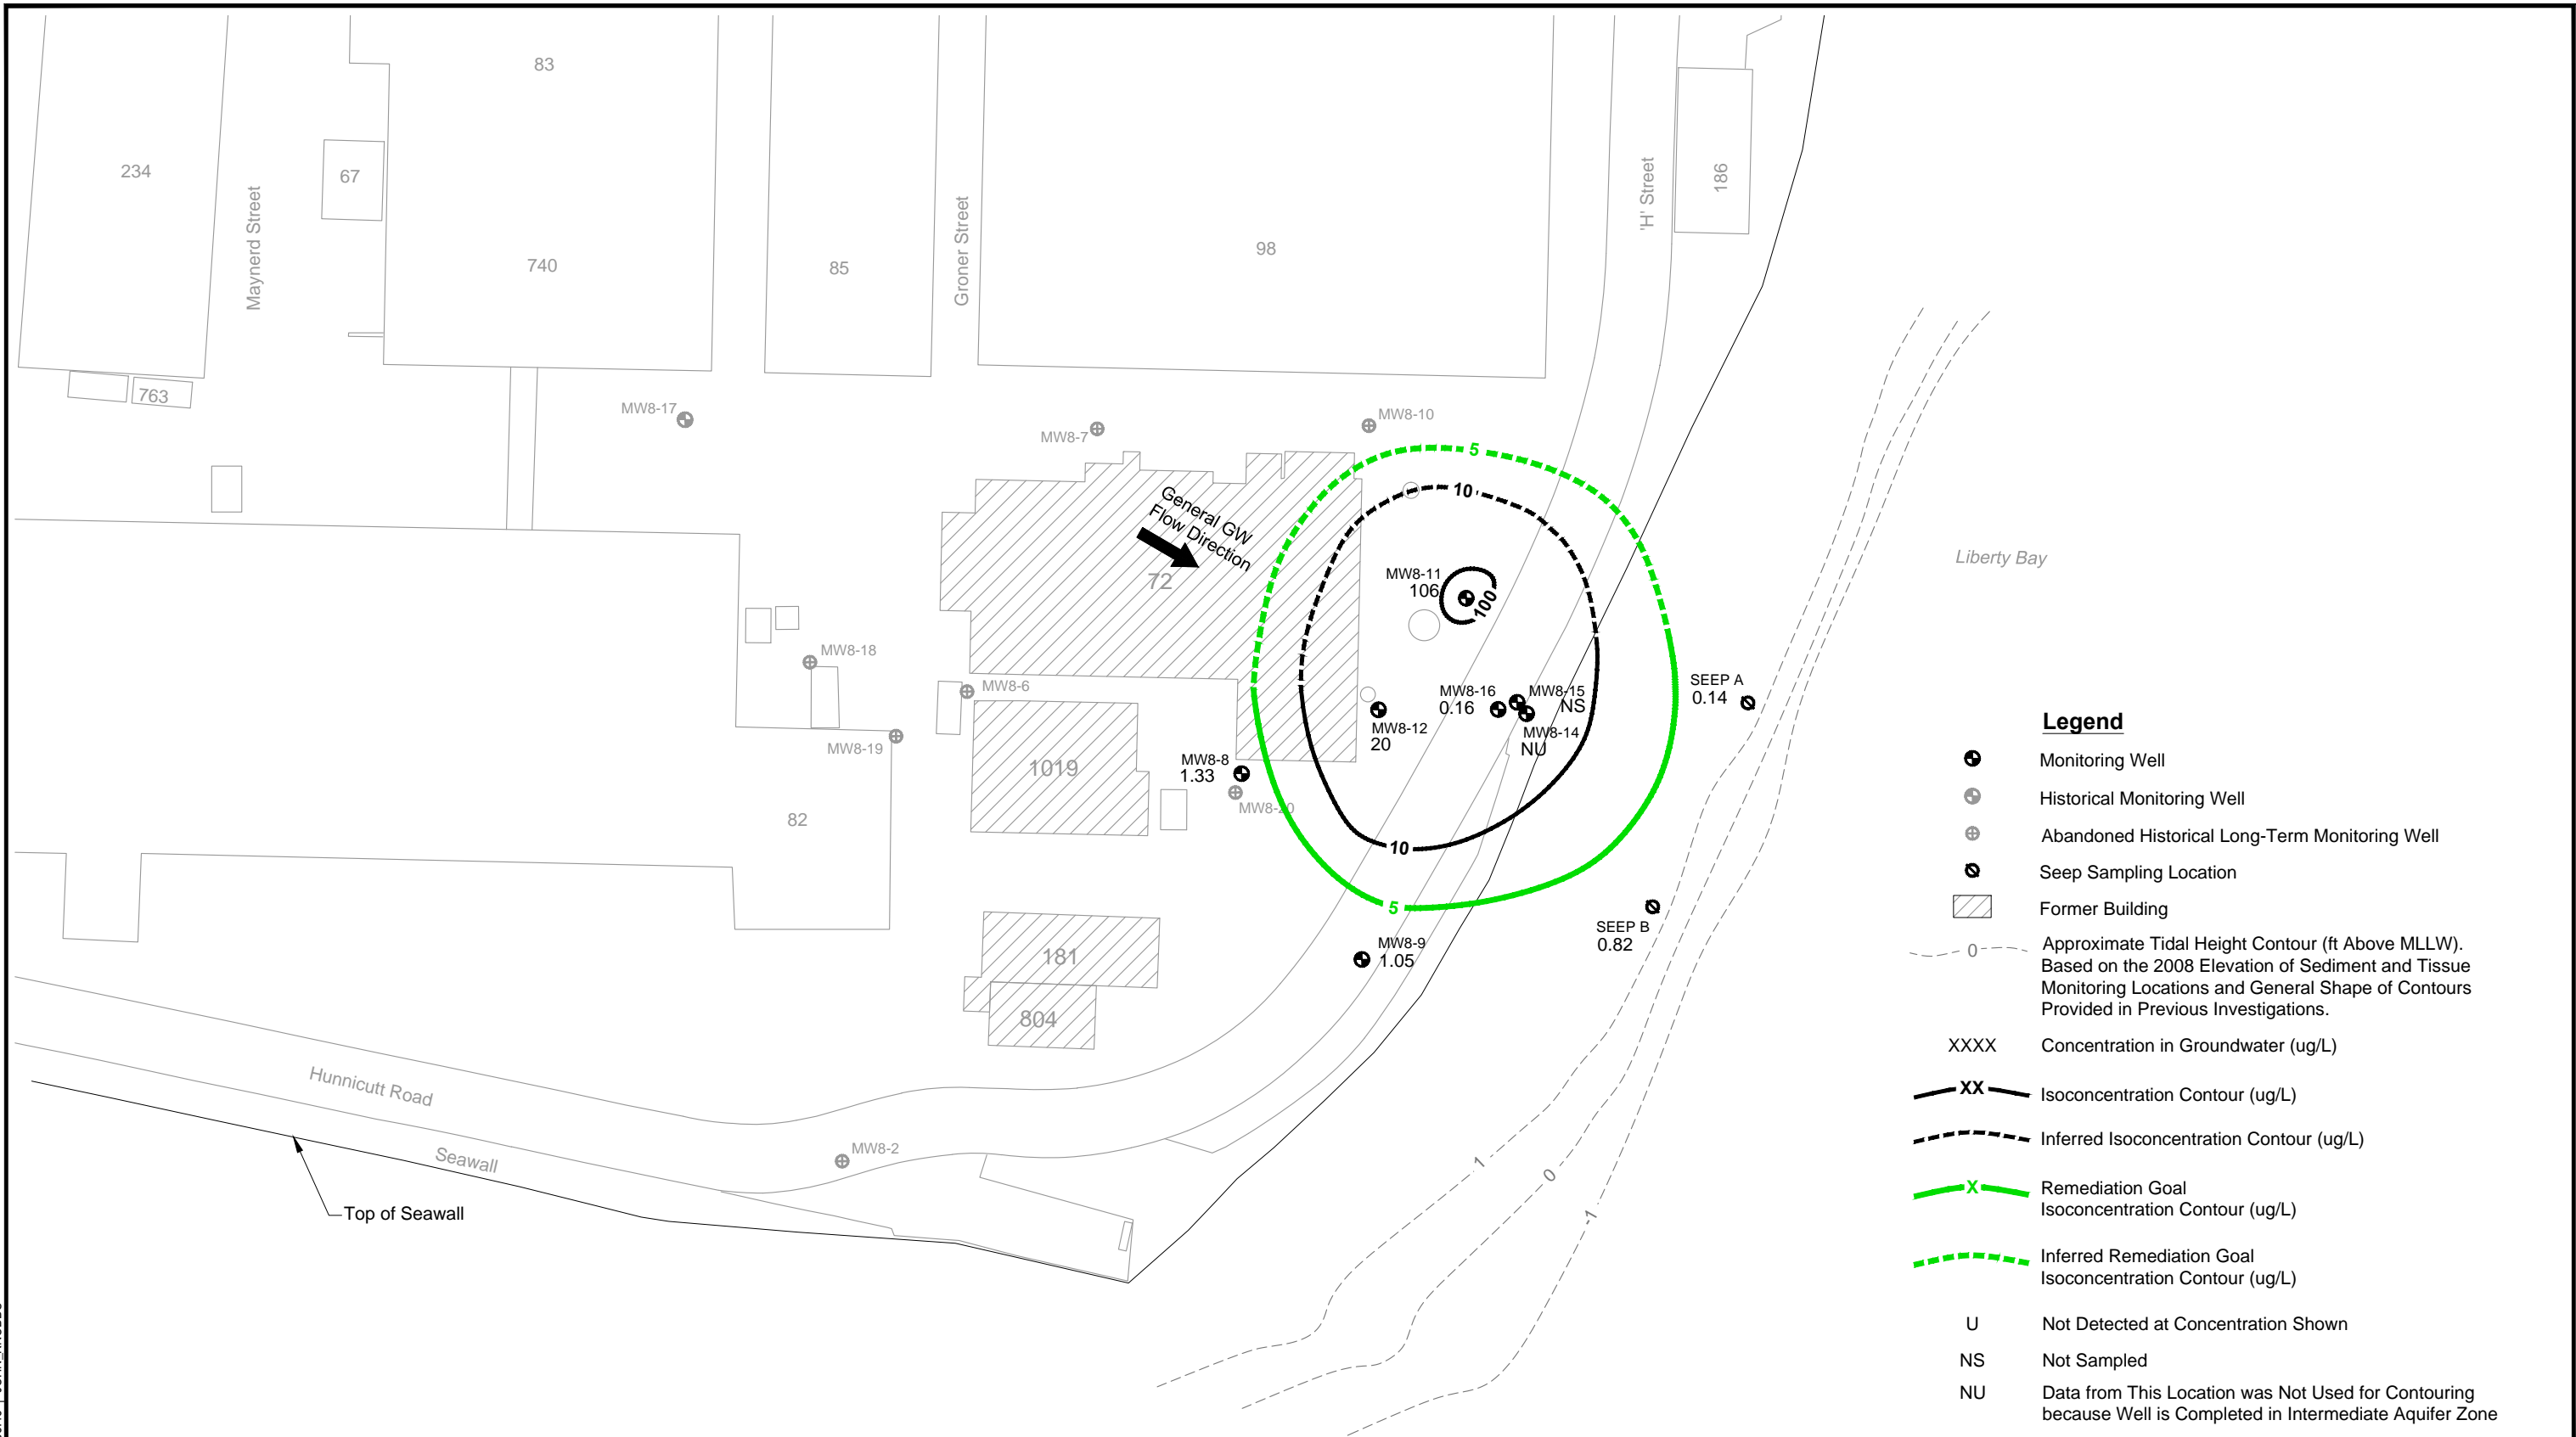 83
234
67
Maynerd Street
740
85
Groner Street
98
'H' Street
186
763
MW8-17
MW8-7
MW8-10
5
10
General GW
Flow Direction
72
MW8-11
106
100
Liberty Bay
MW8-18
MW8-6
MW8-19
MW8-16
0.16
MW8-15
NS
MW8-12
20
MW8-14
NU
SEEP A
0.14
MW8-8
1.33
MW8-20
1019
82
10
5
SEEP B
0.82
MW8-9
1.05
181
804
Hunnicutt Road
Seawall
MW8-2
Top of Seawall
1
0
-1
Legend
Monitoring Well
Historical Monitoring Well
Abandoned Historical Long-Term Monitoring Well
Seep Sampling Location
Former Building
0
Approximate Tidal Height Contour (ft Above MLLW).
Based on the 2008 Elevation of Sediment and Tissue
Monitoring Locations and General Shape of Contours
Provided in Previous Investigations.
XXXX Concentration in Groundwater (ug/L)
XX Isoconcentration Contour (ug/L)
Inferred Isoconcentration Contour (ug/L)
X Remediation Goal
Isoconcentration Contour (ug/L)
Inferred Remediation Goal
Isoconcentration Contour (ug/L)
U Not Detected at Concentration Shown
NS Not Sampled
NU Data from This Location was Not Used for Contouring
because Well is Completed in Intermediate Aquifer Zone